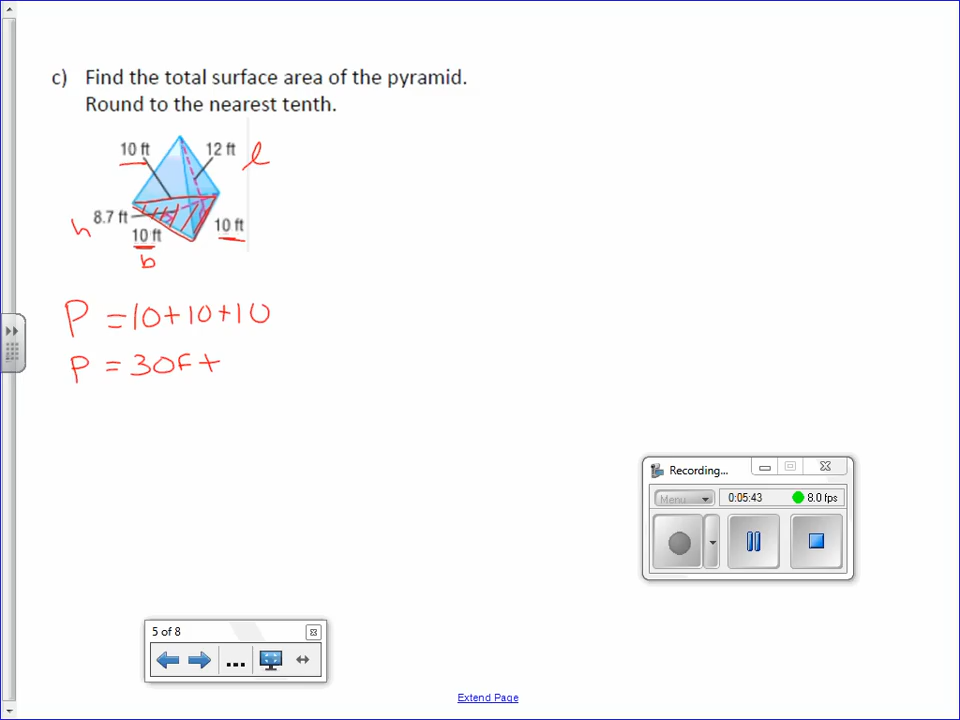 c) Find the total surface area of the pyramid.
Round to the nearest tenth.
10 ft
12 ft
l
h
8.7 ft
10 ft
10 ft
b
P = 10 + 10 + 10
P = 30 ft
Recording...
Menu
0:05:43
8.0 fps
5 of 8
...
Extend Page